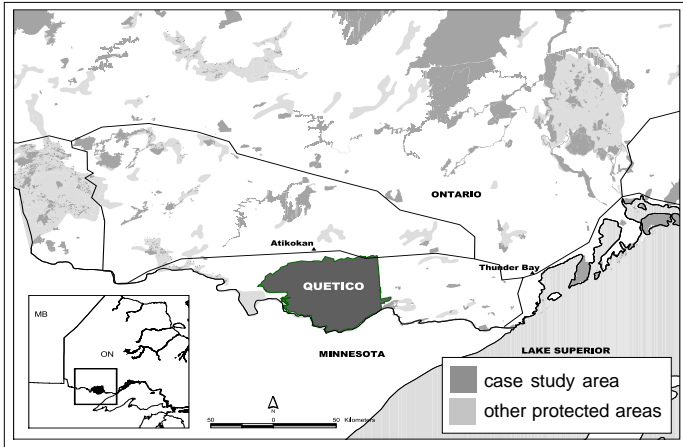 ONTARIO
Atikokan
Thunder Bay
QUETICO
MB
ON
MINNESOTA
LAKE SUPERIOR
case study area
other protected areas
N
50 0 50 Kilometers